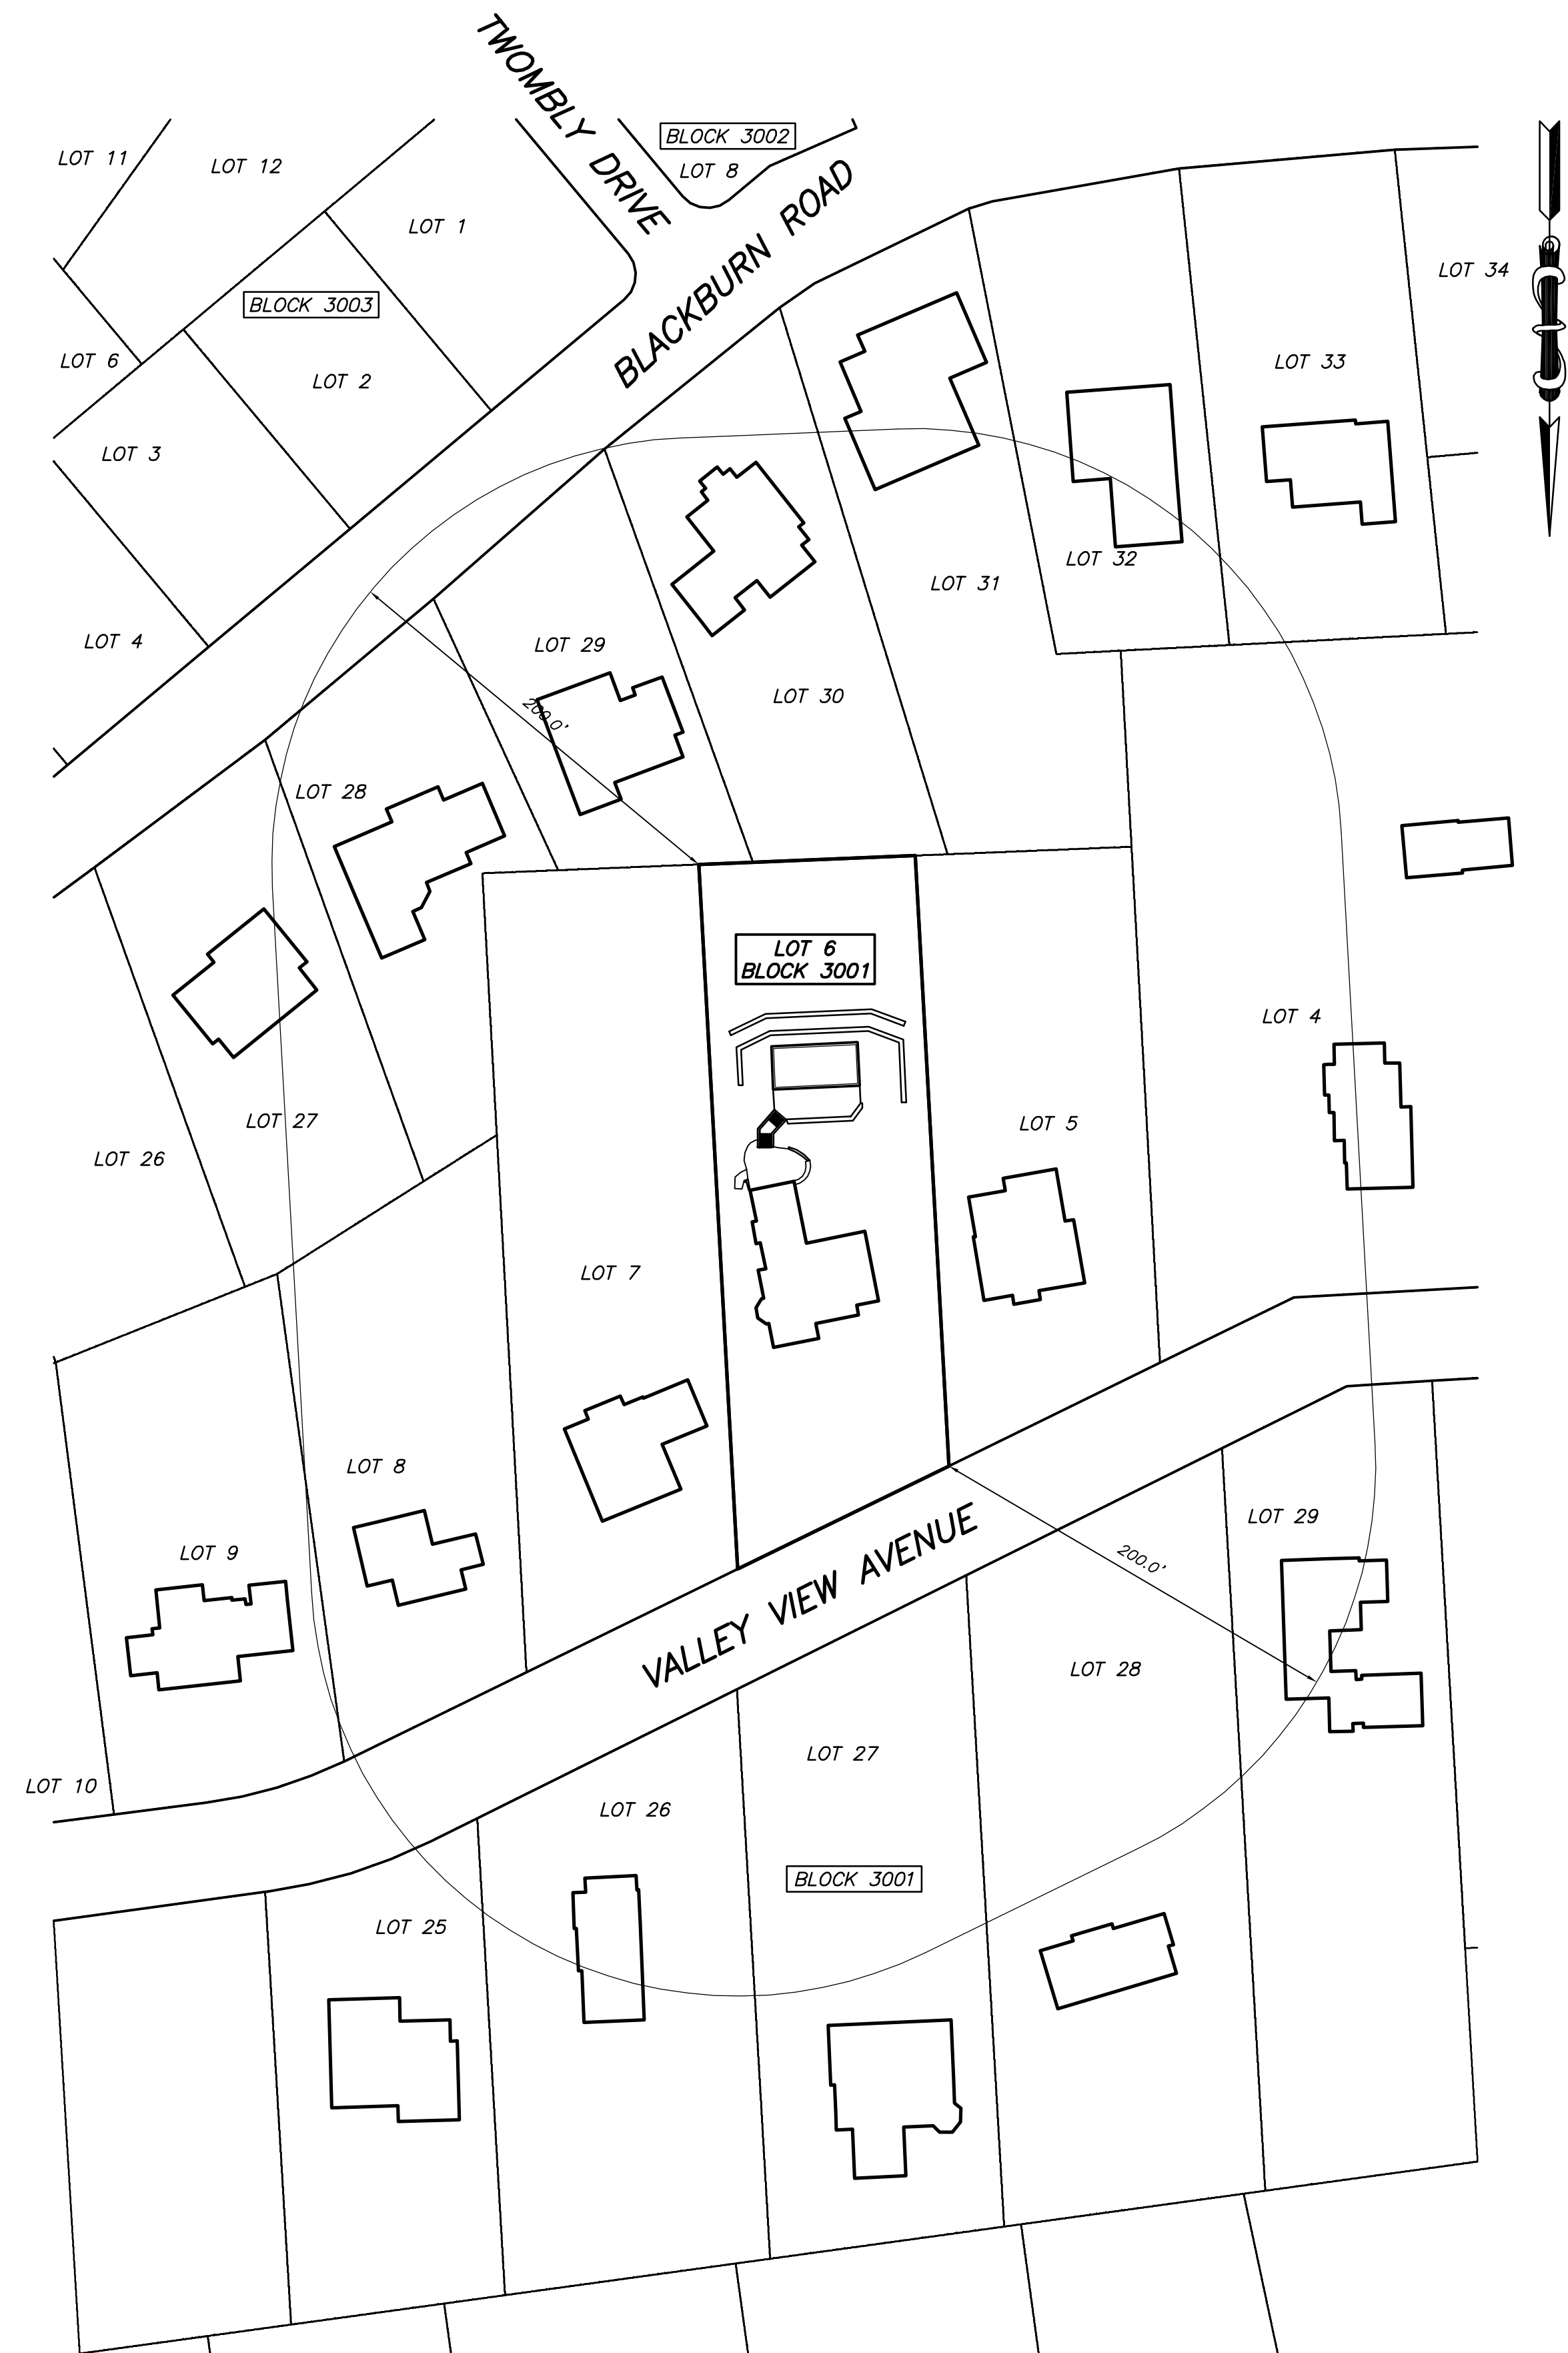 TWOMBLY DRIVE
BLOCK 3002
LOT 8
LOT 11
LOT 12
LOT 1
BLACKBURN ROAD
LOT 34
BLOCK 3003
LOT 6
LOT 2
LOT 33
LOT 3
LOT 32
LOT 31
LOT 4
LOT 29
LOT 30
200.0'
LOT 28
LOT 6
BLOCK 3001
LOT 4
LOT 27
LOT 5
LOT 26
LOT 7
LOT 8
LOT 29
VALLEY VIEW AVENUE
200.0'
LOT 9
LOT 28
LOT 27
LOT 10
LOT 26
BLOCK 3001
LOT 25